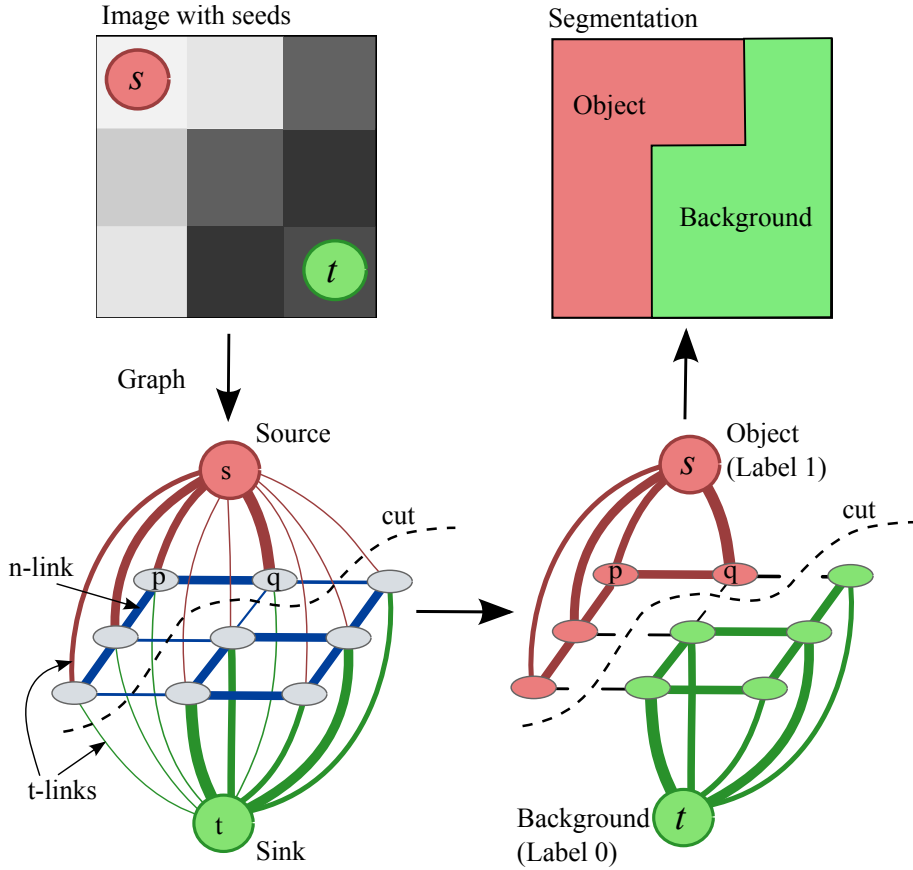 Image with seeds
s
t
Segmentation
Object
Background
Graph
Source
s
cut
n-link
p
q
t-links
t
Sink
Object
(Label 1)
s
cut
p
q
Background
(Label 0)
t